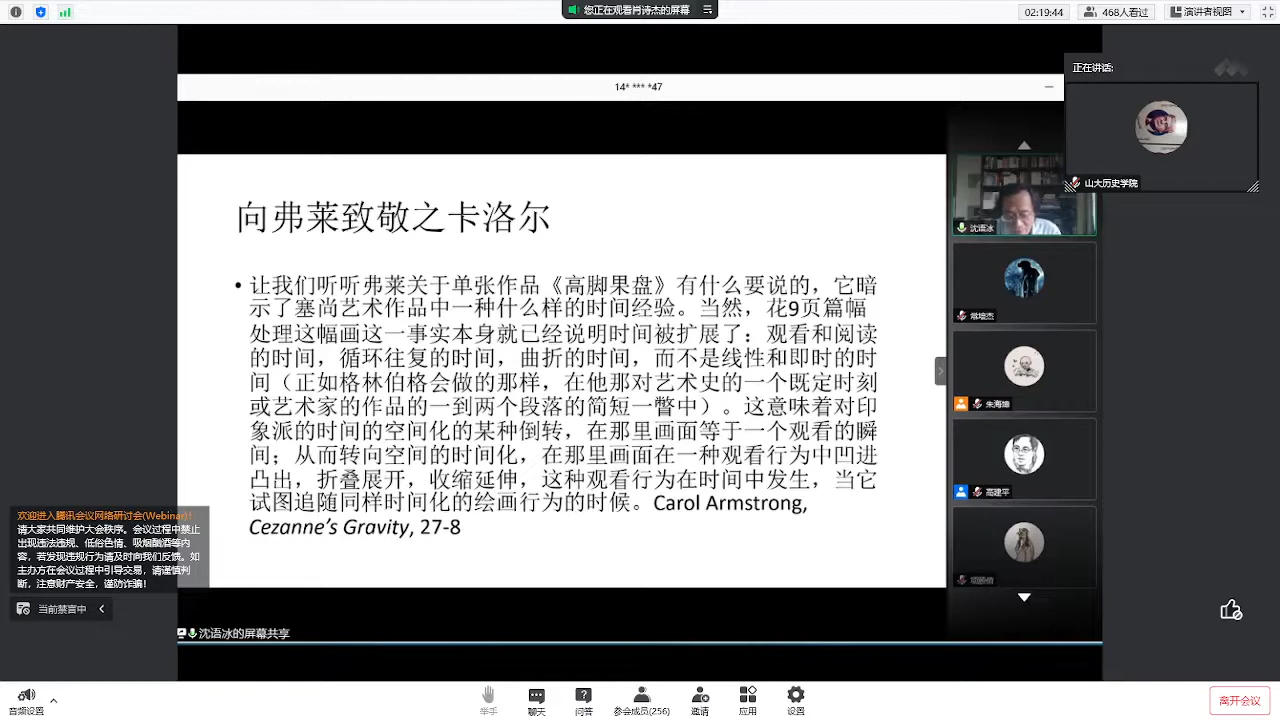 您正在观看肖诗杰的屏幕
02:19:44
468人看过
演讲者视图
14* *** *47
正在讲话:
山大历史学院
向弗莱致敬之卡洛尔
• 让我们听听弗莱关于单张作品《高脚果盘》有什么要说的，它暗
示了塞尚艺术作品中一种什么样的时间经验。当然，花9页篇幅
处理这幅画这一事实本身就已经说明时间被扩展了：观看和阅读
的时间，循环往复的时间，曲折的时间，而不是线性和即时的时
间（正如格林伯格会做的那样，在他那对艺术史的一个既定时刻
或艺术家的作品的一到两个段落的简短一瞥中）。这意味着对印
象派的时间的空间化的某种倒转，在那里画面等于一个观看的瞬
间；从而转向空间的时间化，在那里画面在一种观看行为中凹进
凸出，折叠展开，收缩延伸，这种观看行为在时间中发生，当它
试图追随同样时间化的绘画行为的时候。Carol Armstrong,
Cezanne's Gravity, 27-8
沈语冰
常培杰
高建平
欢迎进入腾讯会议网络研讨会(Webinar)!
请大家共同维护大会秩序。会议过程中禁止
出现违法违规、低俗色情、吸烟酗酒等内
容，若发现违规行为请及时向我们反馈。如
主办方在会议过程中引导交易，请谨慎判
断，注意财产安全，谨防诈骗!
当前禁言中
沈语冰的屏幕共享
音频设置
举手
聊天
问答
参会成员(256)
邀请
应用
设置
离开会议